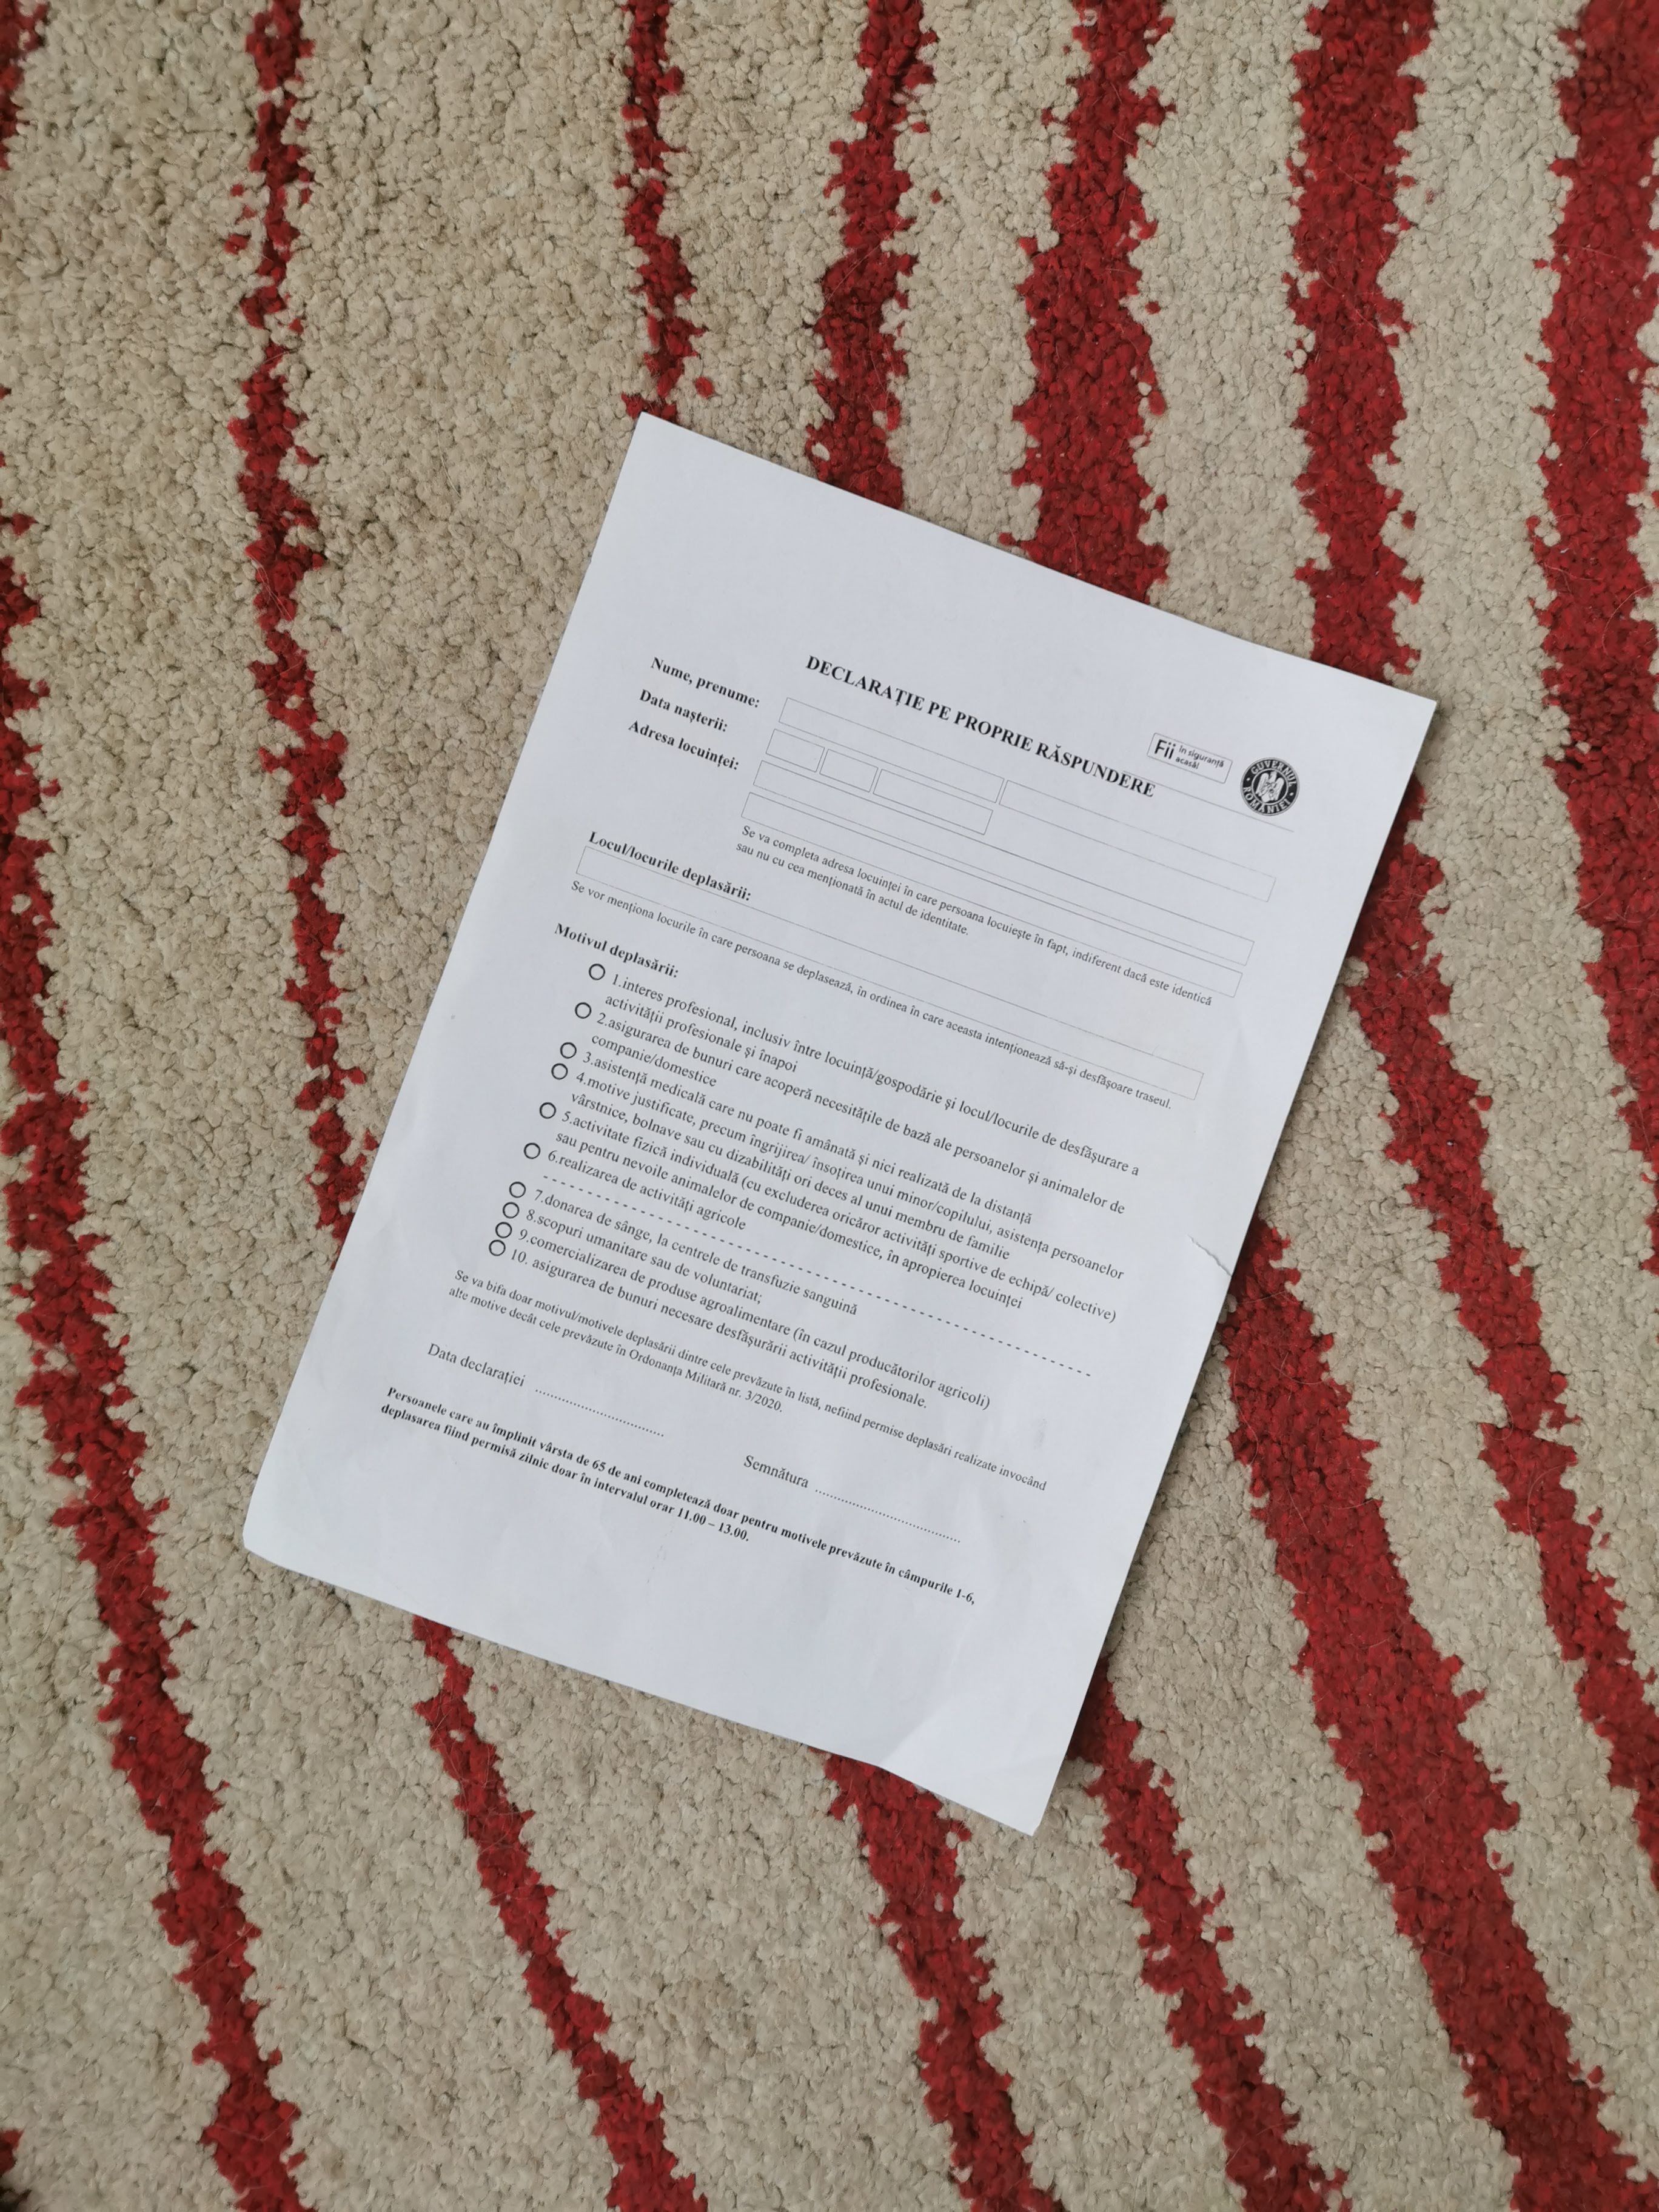 DECLARAȚIE PE PROPRIE RĂSPUNDERE
Fii în siguranță
acasă!
GUVERNUL ROMÂNIEI
Nume, prenume:
Data nașterii:
Adresa locuinței:
Se va completa adresa locuinței în care persoana locuiește în fapt, indiferent dacă este identică
sau nu cu cea menționată în actul de identitate.
Locul/locurile deplasării:
Se vor menționa locurile în care persoana se deplasează, în ordinea în care aceasta intenționează să-și desfășoare traseul.
Motivul deplasării:
1.interes profesional, inclusiv între locuință/gospodărie și locul/locurile de desfășurare a
activității profesionale și înapoi
2.asigurarea de bunuri care acoperă necesitățile de bază ale persoanelor și animalelor de
companie/domestice
3.asistență medicală care nu poate fi amânată și nici realizată de la distanță
4.motive justificate, precum îngrijirea/ însoțirea unui minor/copilului, asistența persoanelor
vârstnice, bolnave sau cu dizabilități ori deces al unui membru de familie
5.activitate fizică individuală (cu excluderea oricăror activități sportive de echipă/ colective)
sau pentru nevoile animalelor de companie/domestice, în apropierea locuinței
6.realizarea de activități agricole
7.donarea de sânge, la centrele de transfuzie sanguină
8.scopuri umanitare sau de voluntariat;
9.comercializarea de produse agroalimentare (în cazul producătorilor agricoli)
10. asigurarea de bunuri necesare desfășurării activității profesionale.
Se va bifa doar motivul/motivele deplasării dintre cele prevăzute în listă, nefiind permise deplasări realizate invocând
alte motive decât cele prevăzute în Ordonanța Militară nr. 3/2020.
Data declarației ..............................
Semnătura ..................................
Persoanele care au împlinit vârsta de 65 de ani completează doar pentru motivele prevăzute în câmpurile 1-6,
deplasarea fiind permisă zilnic doar în intervalul orar 11.00 – 13.00.